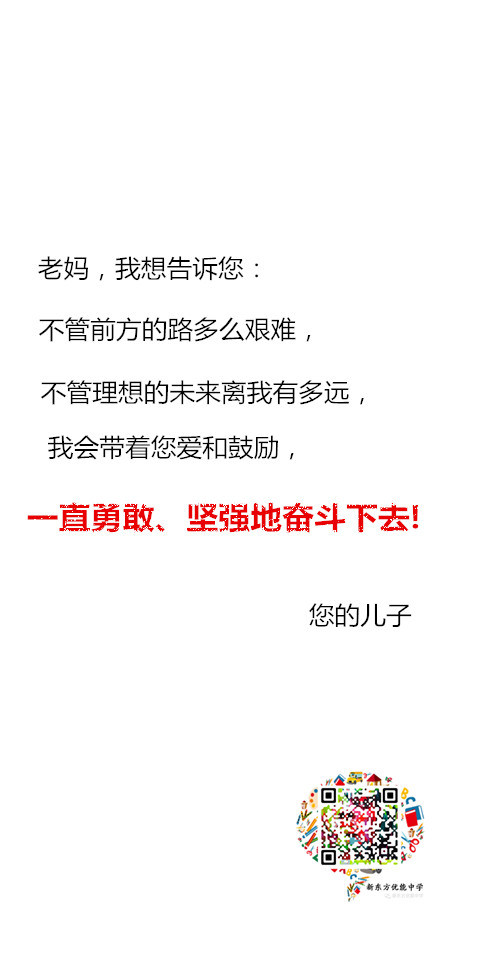 老妈，我想告诉您：
不管前方的路多么艰难，
不管理想的未来离我有多远，
我会带着您爱和鼓励，
一直勇敢、坚强地奋斗下去!
您的儿子
新东方优能中学